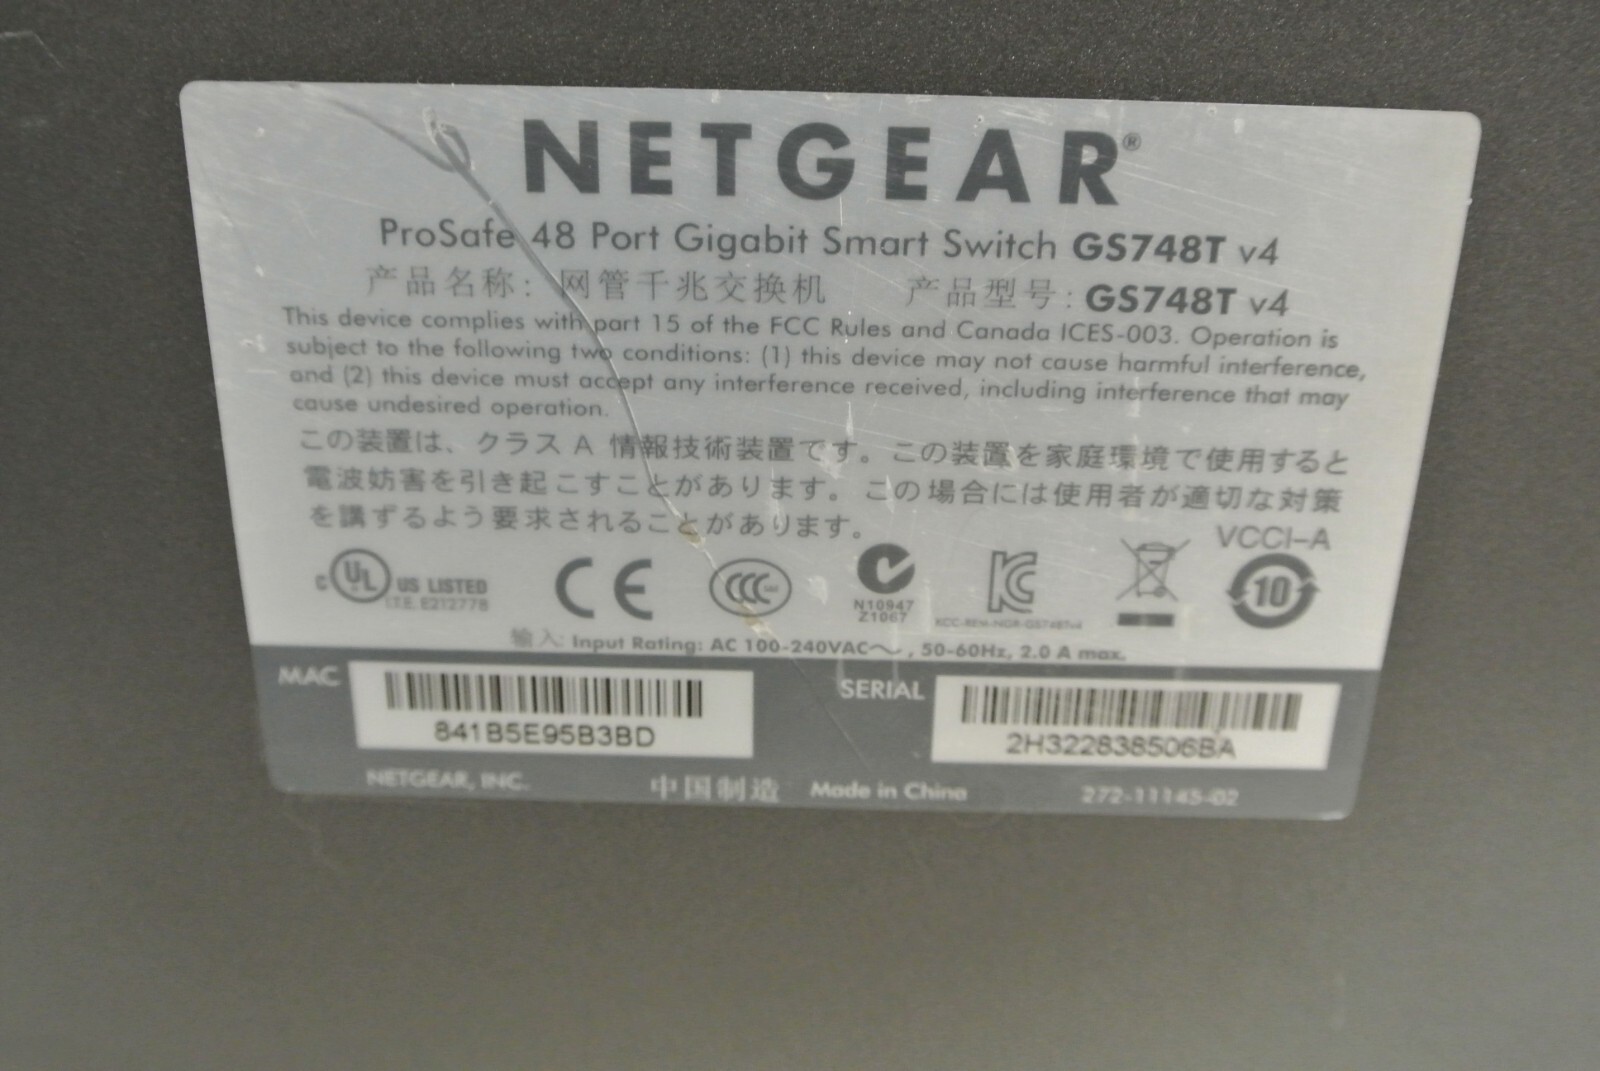 NETGEAR®
ProSafe 48 Port Gigabit Smart Switch GS748T v4
产品名称: 网管千兆交换机 产品型号: GS748T v4
This device complies with part 15 of the FCC Rules and Canada ICES-003. Operation is
subject to the following two conditions: (1) this device may not cause harmful interference,
and (2) this device must accept any interference received, including interference that may
cause undesired operation.
この装置は、クラス A 情報技術装置です。この装置を家庭環境で使用すると
電波妨害を引き起こすことがあります。この場合には使用者が適切な対策
を講ずるよう要求されることがあります。
VCCI-A
C UL US LISTED
I.T.E. E212778
CE
CCC
N10947
Z1067
KCC-REM-NGR-GS748Tv4
10
输入: Input Rating: AC 100-240VAC~, 50-60Hz, 2.0 A max.
MAC
841B5E95B3BD
SERIAL
2H322838506BA
NETGEAR, INC. 中国制造 Made in China 272-11145-02